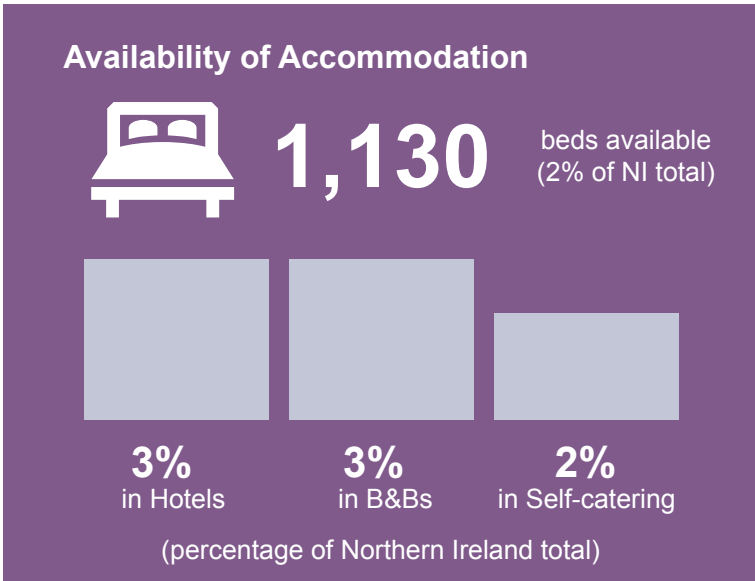 Availability of Accommodation
1,130
beds available
(2% of NI total)
3%
in Hotels
3%
in B&Bs
2%
in Self-catering
(percentage of Northern Ireland total)